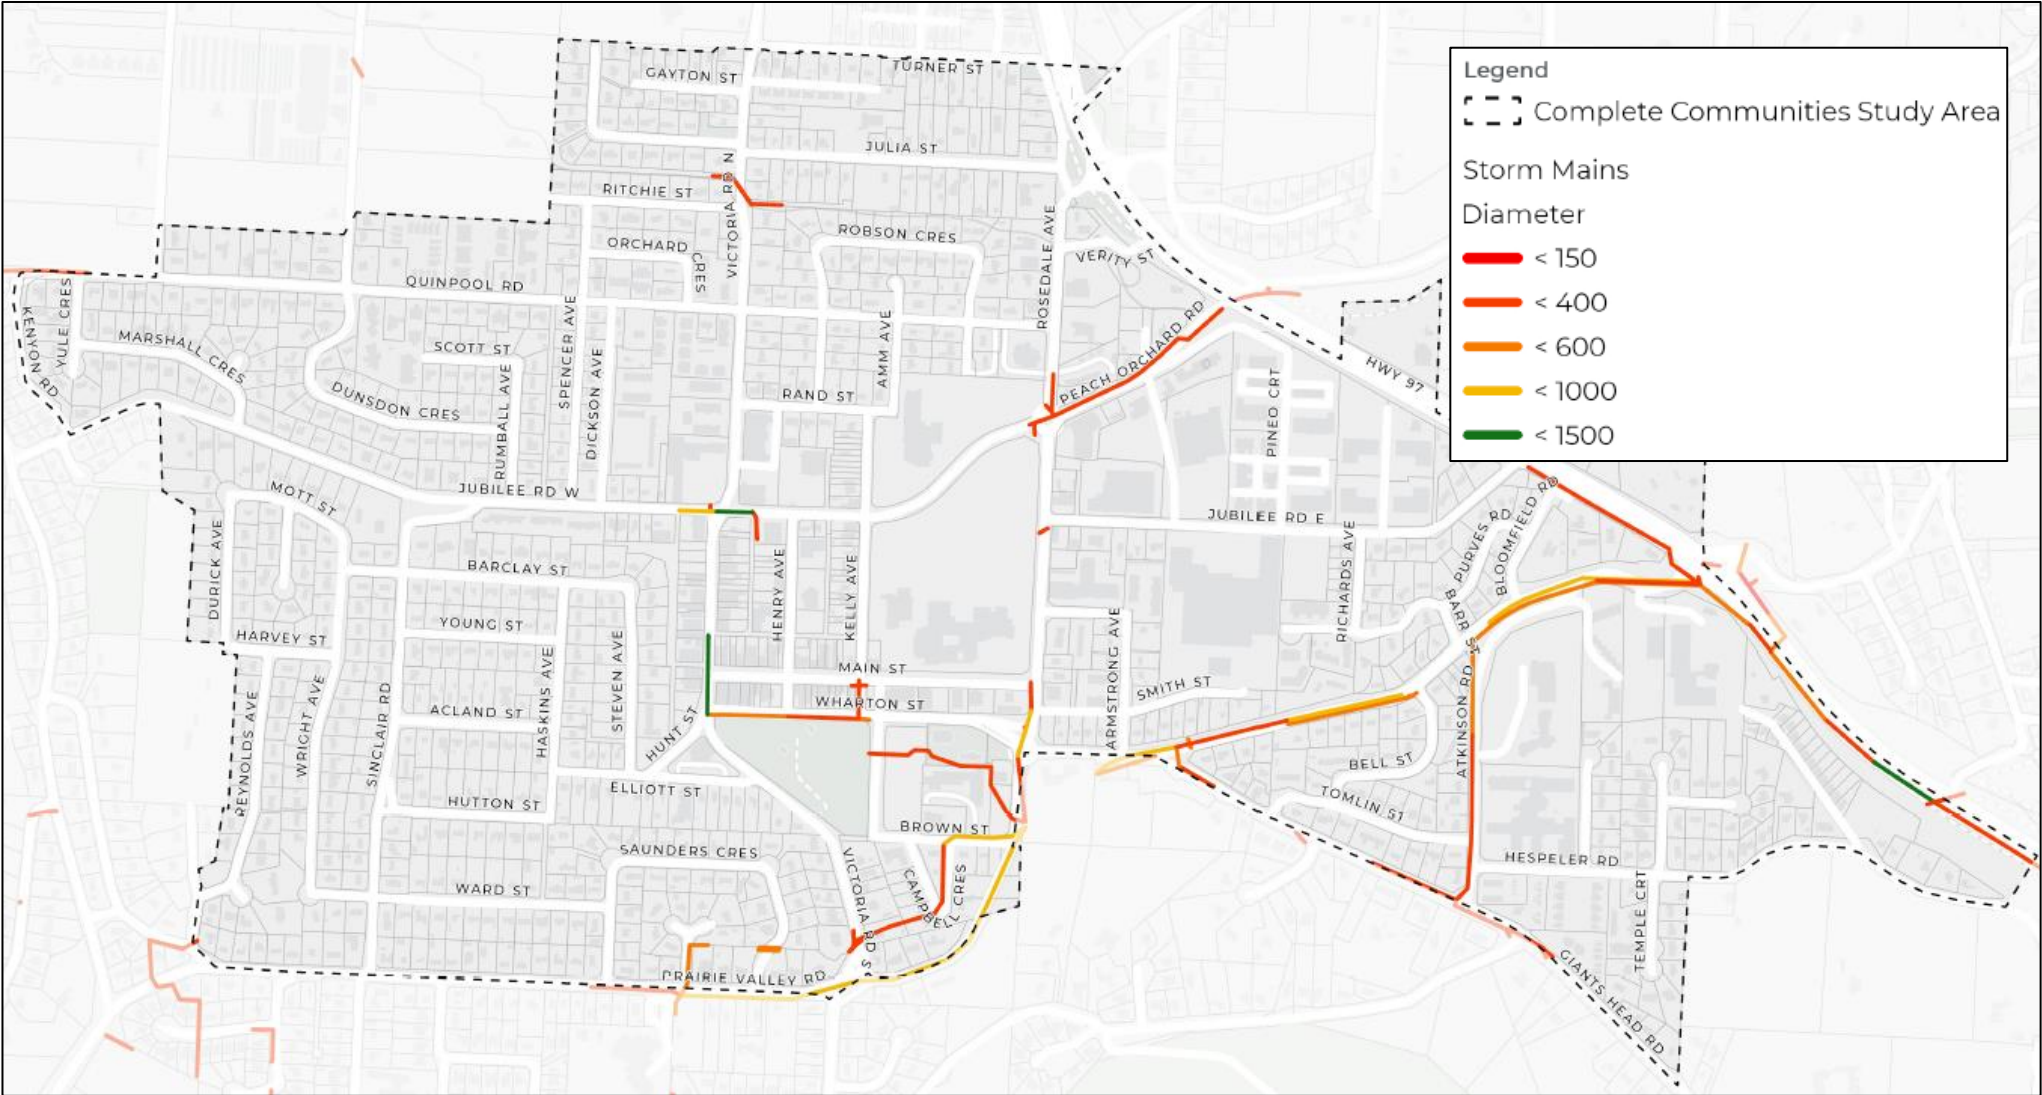 Legend
Complete Communities Study Area
Storm Mains
Diameter
< 150
< 400
< 600
< 1000
< 1500
GAYTON ST
TURNER ST
JULIA ST
RITCHIE ST
VICTORIA RD N
ORCHARD CRES
ROBSON CRES
ROSEDALE AVE
VERITY ST
QUINPOOL RD
KENYON RD
YULE CRES
MARSHALL CRES
SCOTT ST
DUNSDON CRES
RUMBALL AVE
SPENCER AVE
DICKSON AVE
AMM AVE
RAND ST
PEACH ORCHARD RD
HWY 97
PINEO CRT
MOTT ST
JUBILEE RD W
JUBILEE RD E
DURICK AVE
BARCLAY ST
HENRY AVE
KELLY AVE
RICHARDS AVE
PURVES RD
BLOOMFIELD RD
BARR ST
HARVEY ST
YOUNG ST
STEVEN AVE
HASKINS AVE
MAIN ST
WHARTON ST
ARMSTRONG AVE
SMITH ST
ATKINSON RD
REYNOLDS AVE
WRIGHT AVE
SINCLAIR RD
ACLAND ST
HUNT ST
ELLIOTT ST
BELL ST
TOMLIN ST
HUTTON ST
BROWN ST
SAUNDERS CRES
VICTORIA RD S
CAMPBELL CRES
HESPELER RD
WARD ST
TEMPLE CRT
PRAIRIE VALLEY RD
GIANTS HEAD RD